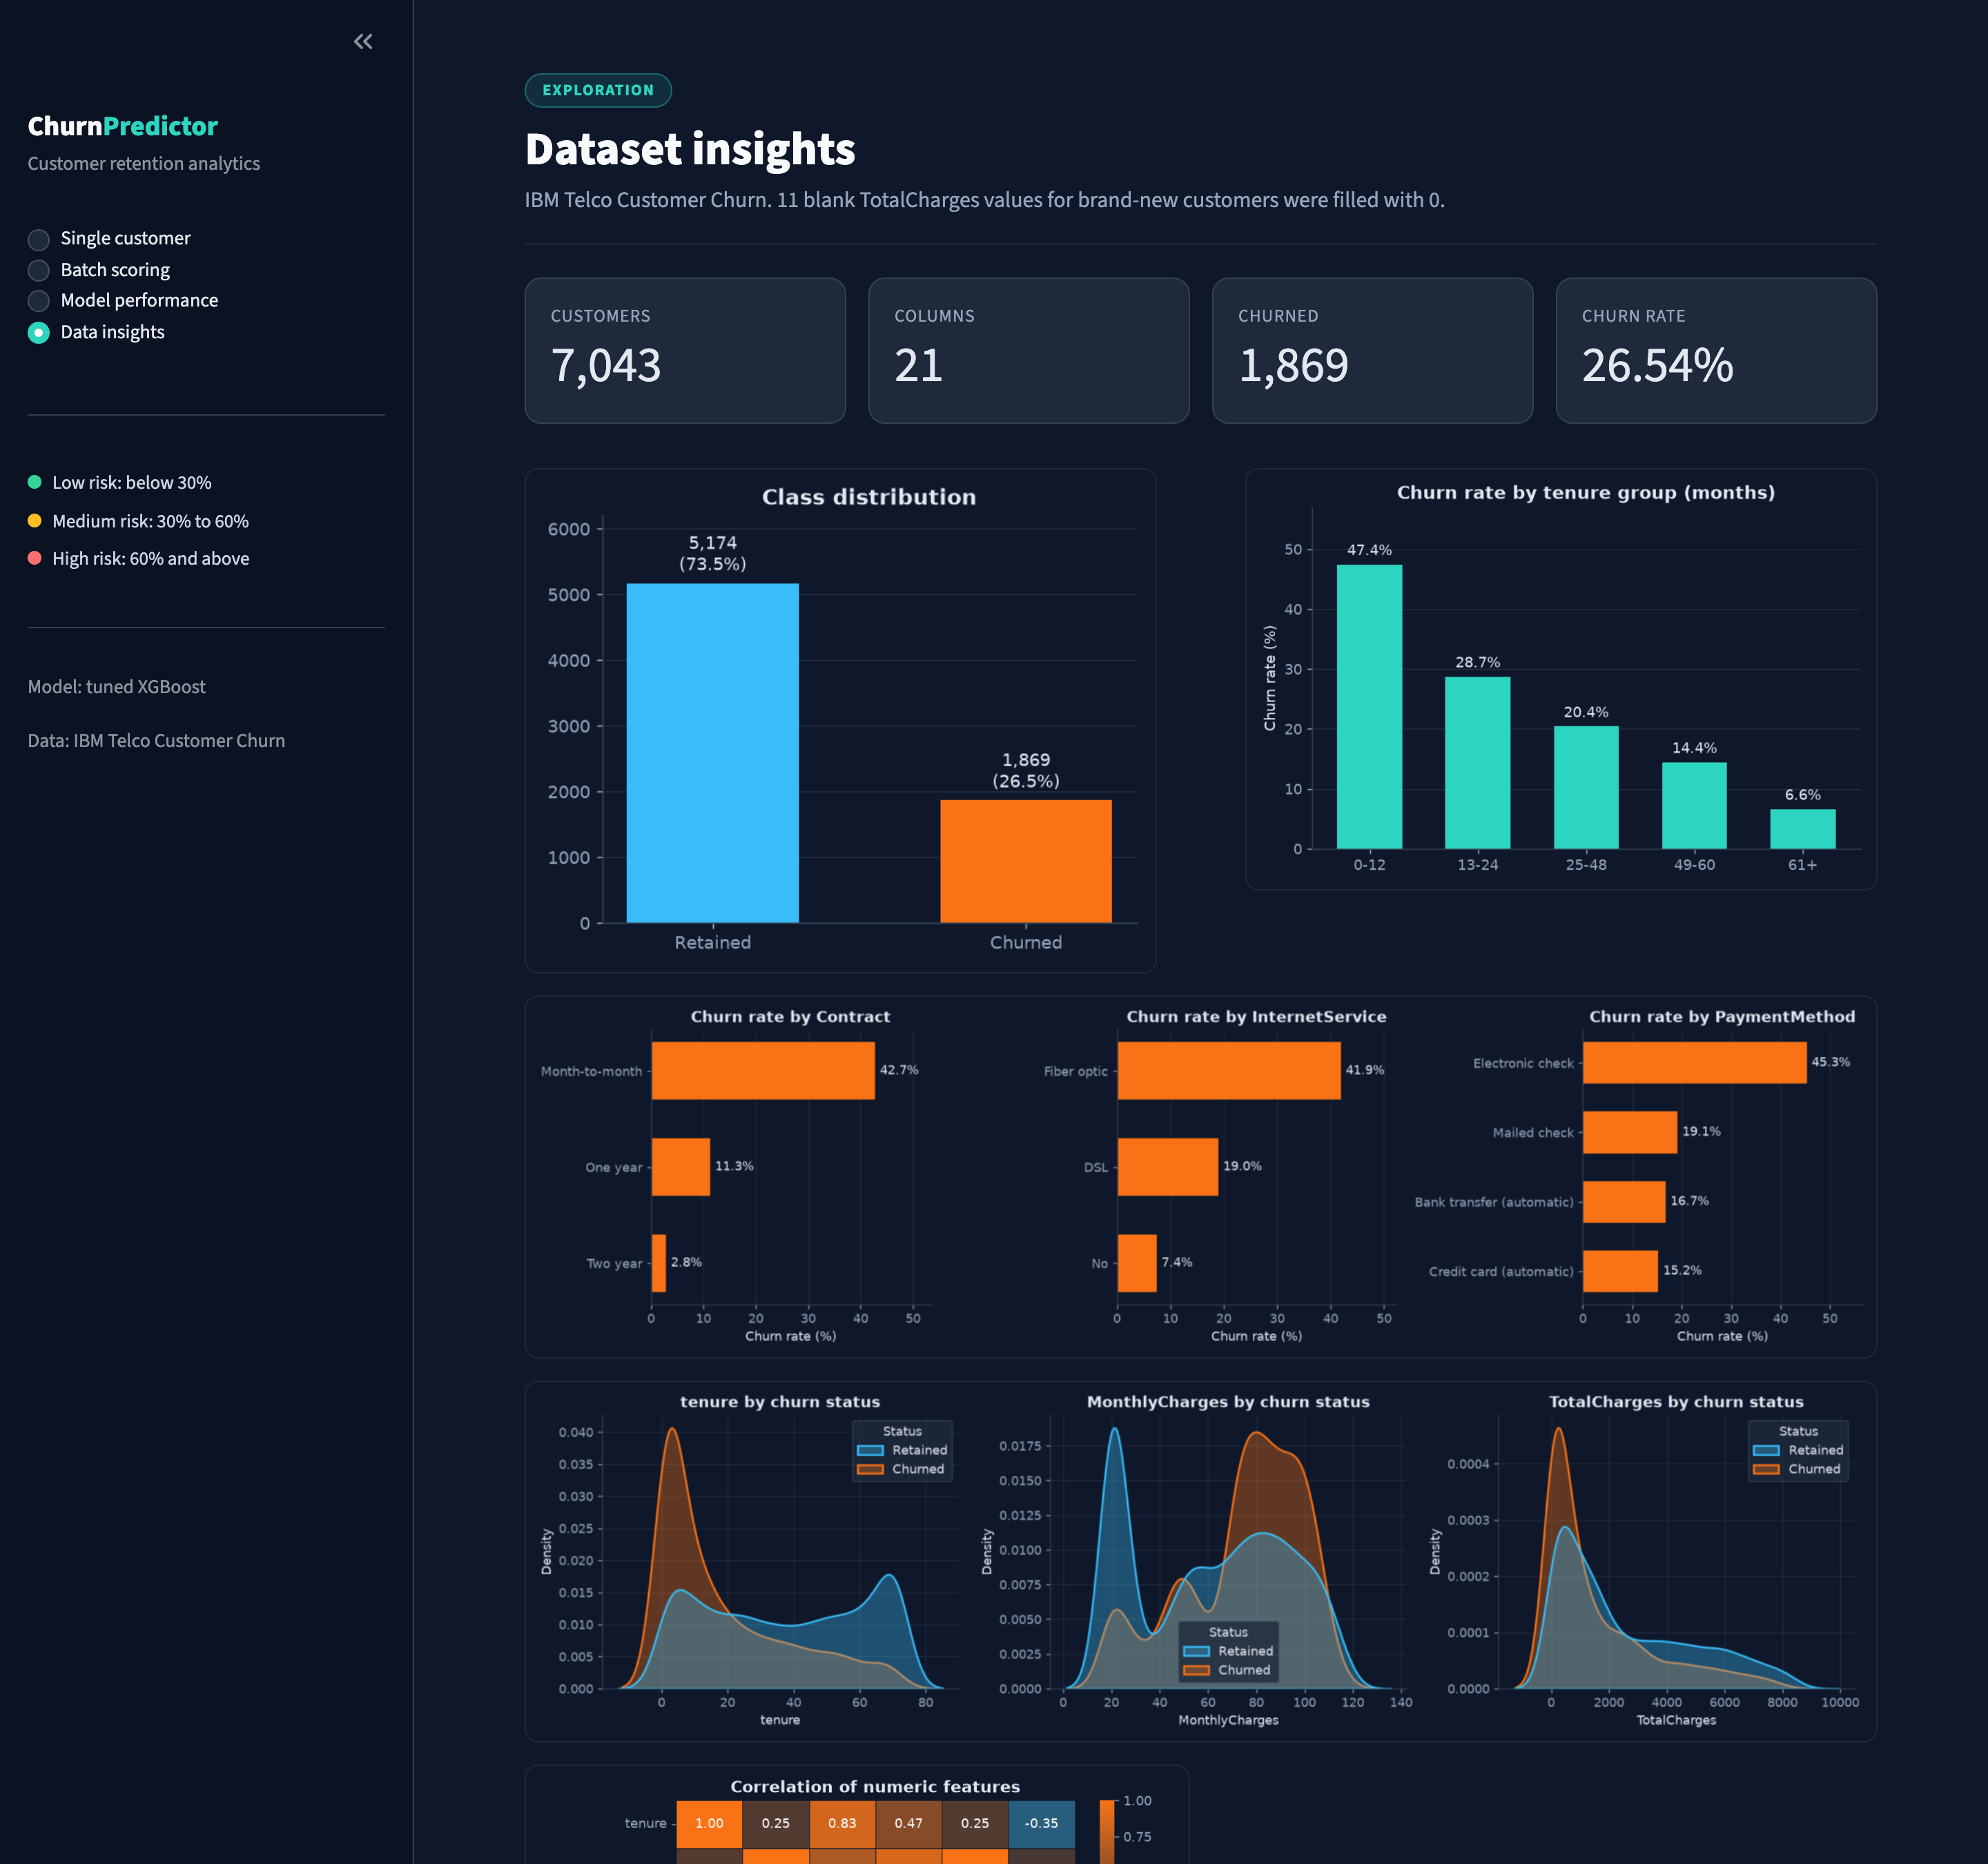 ChurnPredictor
Customer retention analytics
Single customer
Batch scoring
Model performance
Data insights
Low risk: below 30%
Medium risk: 30% to 60%
High risk: 60% and above
Model: tuned XGBoost
Data: IBM Telco Customer Churn
EXPLORATION
Dataset insights
IBM Telco Customer Churn. 11 blank TotalCharges values for brand-new customers were filled with 0.
CUSTOMERS
7,043
COLUMNS
21
CHURNED
1,869
CHURN RATE
26.54%
Class distribution
6000
5000
4000
3000
2000
1000
0
5,174
(73.5%)
1,869
(26.5%)
Retained
Churned
Churn rate by tenure group (months)
Churn rate (%)
50
40
30
20
10
0
47.4%
28.7%
20.4%
14.4%
6.6%
0-12
13-24
25-48
49-60
61+
Churn rate by Contract
Month-to-month
42.7%
One year
11.3%
Two year
2.8%
0 10 20 30 40 50
Churn rate (%)
Churn rate by InternetService
Fiber optic
41.9%
DSL
19.0%
No
7.4%
0 10 20 30 40 50
Churn rate (%)
Churn rate by PaymentMethod
Electronic check
45.3%
Mailed check
19.1%
Bank transfer (automatic)
16.7%
Credit card (automatic)
15.2%
0 10 20 30 40 50
Churn rate (%)
tenure by churn status
Density
0.040
0.035
0.030
0.025
0.020
0.015
0.010
0.005
0.000
Status
Retained
Churned
0 20 40 60 80
tenure
MonthlyCharges by churn status
Density
0.0175
0.0150
0.0125
0.0100
0.0075
0.0050
0.0025
0.0000
Status
Retained
Churned
0 20 40 60 80 100 120 140
MonthlyCharges
TotalCharges by churn status
Density
0.0004
0.0003
0.0002
0.0001
0.0000
Status
Retained
Churned
0 2000 4000 6000 8000 10000
TotalCharges
Correlation of numeric features
tenure
1.00 0.25 0.83 0.47 0.25 -0.35
1.00
0.75